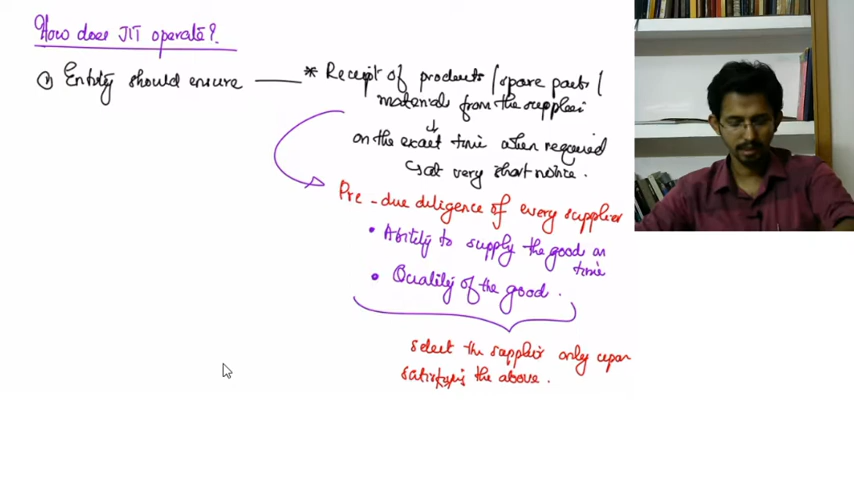 How does JIT operate?
① Entity should ensure — * Receipt of products / spare parts /
materials from the supplier
↓
on the exact time when required
↳ at very short notice.
Pre-due diligence of every supplier
• Ability to supply the good on
time
• Quality of the good.
select the supplier only upon
satisfying the above.